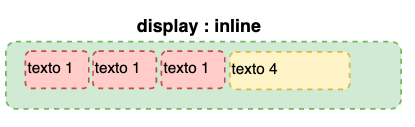 display : inline
texto 1 texto 1 texto 1 texto 4